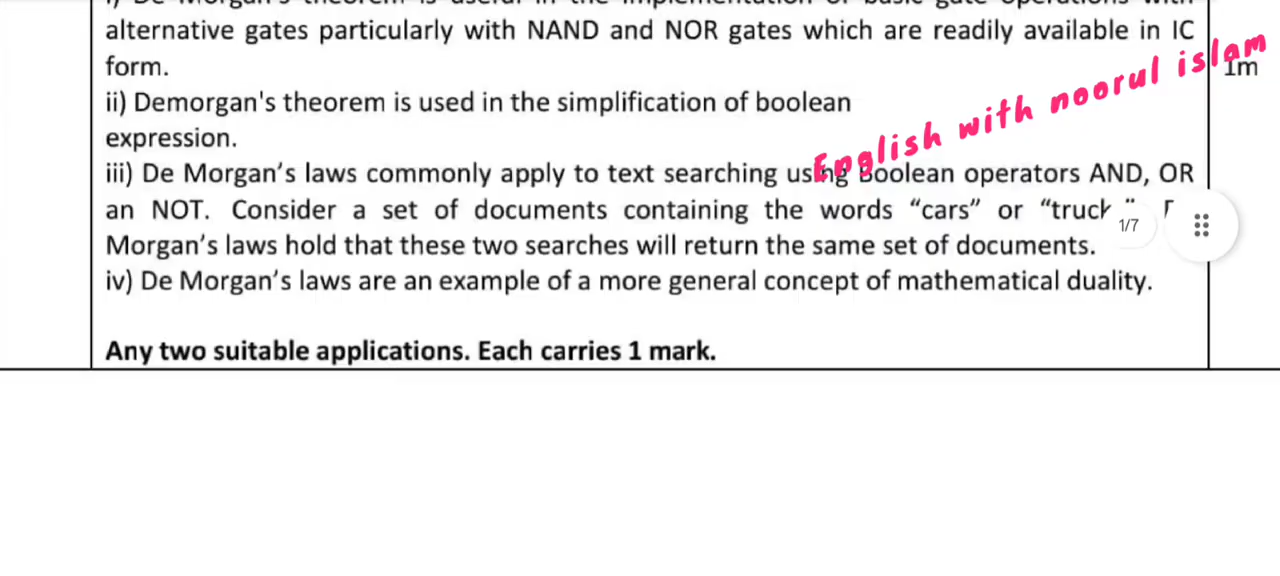 alternative gates particularly with NAND and NOR gates which are readily available in IC
form.
1m
ii) Demorgan's theorem is used in the simplification of boolean
expression.
English with noorul islam
iii) De Morgan's laws commonly apply to text searching using Boolean operators AND, OR
an NOT. Consider a set of documents containing the words "cars" or
1/7
Morgan's laws hold that these two searches will return the same set of documents.
iv) De Morgan's laws are an example of a more general concept of mathematical duality.
Any two suitable applications. Each carries 1 mark.